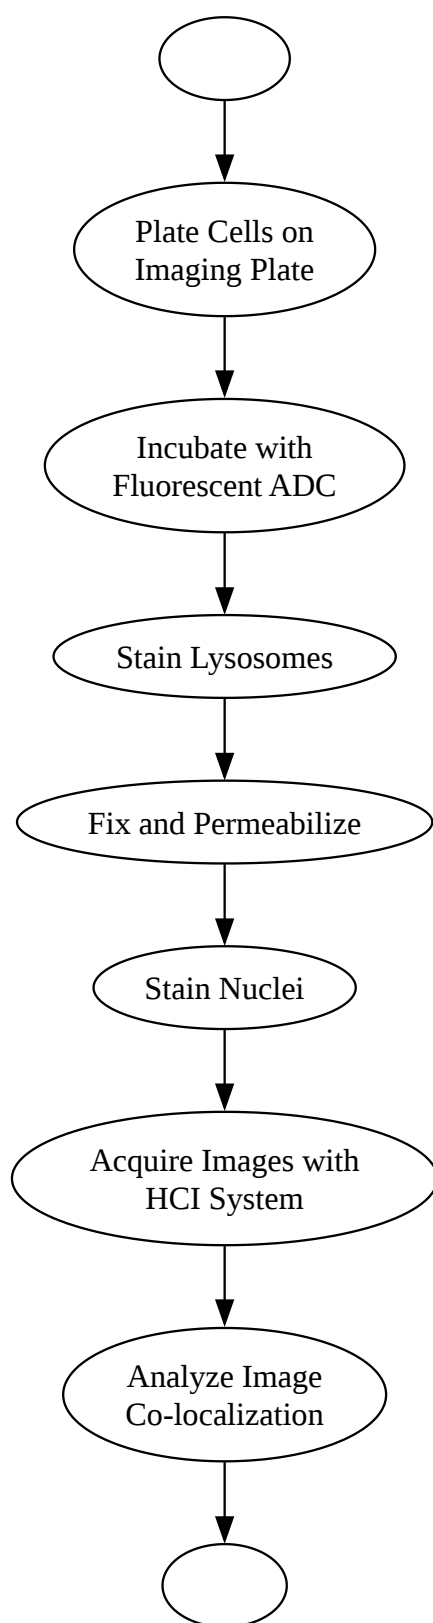 Plate Cells on
Imaging Plate
Incubate with
Fluorescent ADC
Stain Lysosomes
Fix and Permeabilize
Stain Nuclei
Acquire Images with
HCI System
Analyze Image
Co-localization